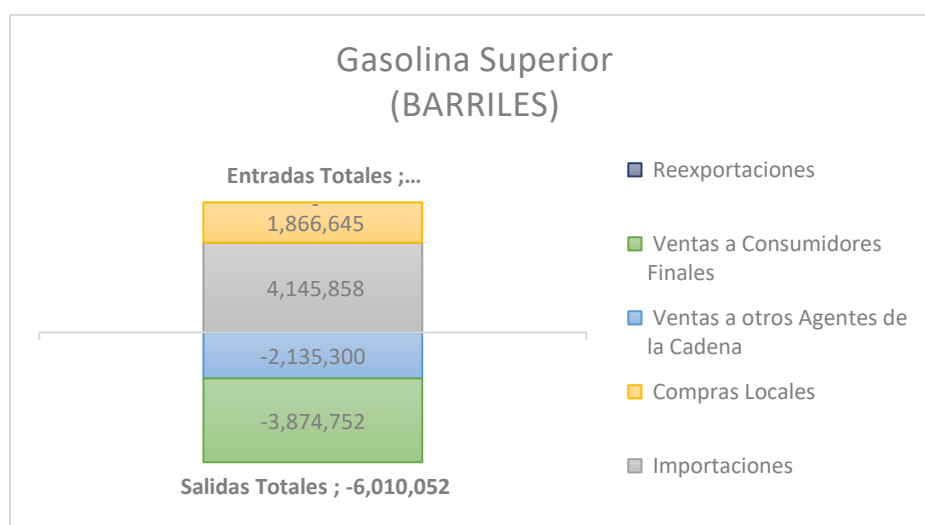 Gasolina Superior
(BARRILES)
Entradas Totales ;...
-
1,866,645
4,145,858
-2,135,300
-3,874,752
Salidas Totales ; -6,010,052
Reexportaciones
Ventas a Consumidores
Finales
Ventas a otros Agentes de
la Cadena
Compras Locales
Importaciones